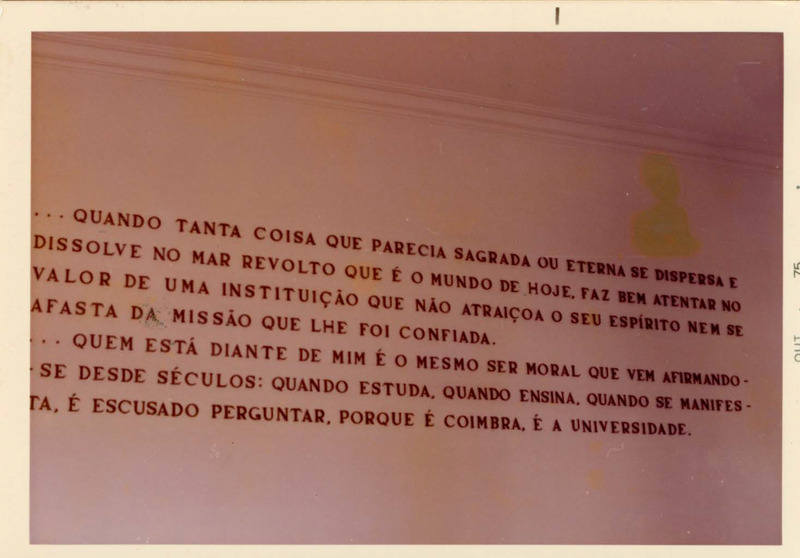 ... QUANDO TANTA COISA QUE PARECIA SAGRADA OU ETERNA SE DISPERSA E
DISSOLVE NO MAR REVOLTO QUE É O MUNDO DE HOJE, FAZ BEM ATENTAR NO
VALOR DE UMA INSTITUIÇÃO QUE NÃO ATRAIÇOA O SEU ESPÍRITO NEM SE
AFASTA DA MISSÃO QUE LHE FOI CONFIADA.
... QUEM ESTÁ DIANTE DE MIM É O MESMO SER MORAL QUE VEM AFIRMANDO-
-SE DESDE SÉCULOS: QUANDO ESTUDA, QUANDO ENSINA, QUANDO SE MANIFES-
TA, É ESCUSADO PERGUNTAR, PORQUE É COIMBRA, É A UNIVERSIDADE.
OUT 75